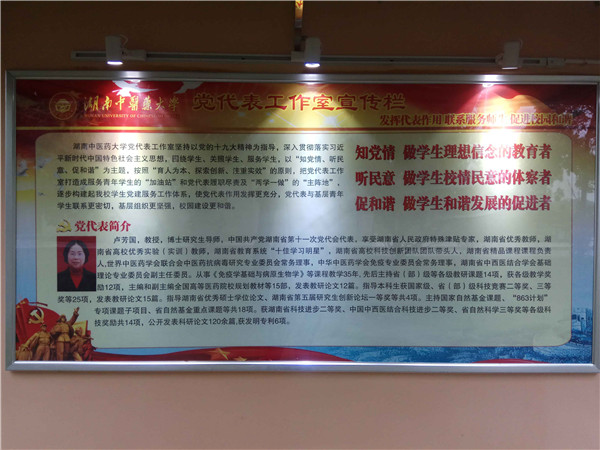 湖南中医药大学 党代表工作室宣传栏
发挥代表作用 联系服务师生 促进校园和谐
湖南中医药大学党代表工作室坚持以党的十九大精神为指导，深入贯彻落实习近
平新时代中国特色社会主义思想，围绕学生、关照学生、服务学生，以“知党情、听民
意、促和谐”为主题，按照“育人为本、探索创新、注重实效”的原则，把党代表工作
室打造成服务青年学生的“加油站”和党代表履职尽责及“两学一做”的“主阵地”，
逐步构建起我校学生党建服务工作体系，使党代表作用发挥更充分，党代表与基层青年
学生联系更密切，基层组织更坚强，校园建设更和谐。
知党情 做学生理想信念的教育者
听民意 做学生校情民意的体察者
促和谐 做学生和谐发展的促进者
党代表简介
卢芳国，教授，博士研究生导师，中国共产党湖南省第十一次党代会代表。享受湖南省人民政府特殊津贴专家，湖南省优秀教师，湖
南省高校优秀实验（实训）教师，湖南省教育系统“十佳学习明星”，湖南省高校科技创新团队团队带头人，湖南省精品课程课程负责
人,世界中医药学会联合会中医药抗病毒研究专业委员会常务理事，中华中医药学会免疫专业委员会常务理事，湖南省中西医结合学会基础
理论专业委员会副主任委员。从事《免疫学基础与病原生物学》等课程教学35年,先后主持省（部）级等各级教研课题14项，获各级教学奖
励12项，主编和副主编全国高等医药院校规划教材等15部，发表教研论文12篇。指导本科生获国家级、省（部）级科技竞赛二等奖、三等
奖等25项，发表教研论文15篇。指导湖南省优秀硕士学位论文，湖南省第五届研究生创新论坛一等奖等共4项。主持国家自然基金课题，“863计划”
专项课题子项目、省自然基金重点课题等共18项。获湖南省科技进步二等奖、中国中西医结合科技进步二等奖、省自然科学三等奖等各级科
技奖励共14项，公开发表科研论文120余篇,获发明专利6项。